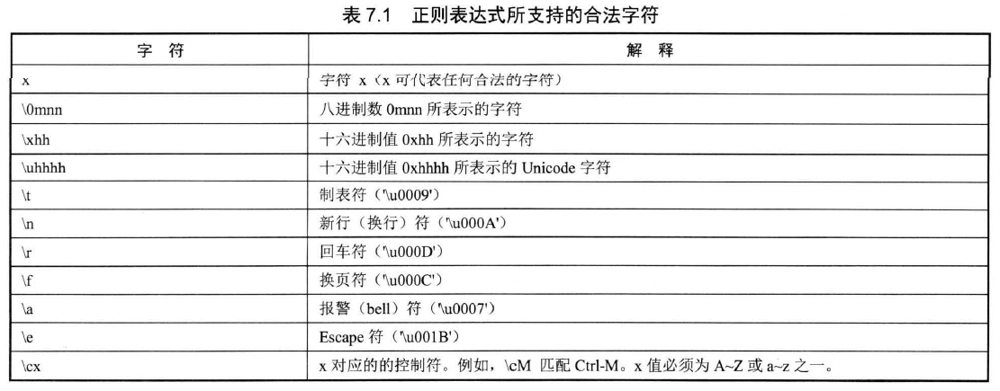 表 7.1 正则表达式所支持的合法字符
字 符 解 释
x 字符 x（x 可代表任何合法的字符）
\0mnn 八进制数 0mnn 所表示的字符
\xhh 十六进制值 0xhh 所表示的字符
\uhhhh 十六进制值 0xhhhh 所表示的 Unicode 字符
\t 制表符（'\u0009'）
\n 新行（换行）符（'\u000A'）
\r 回车符（'\u000D'）
\f 换页符（'\u000C'）
\a 报警（bell）符（'\u0007'）
\e Escape 符（'\u001B'）
\cx x 对应的的控制符。例如，\cM 匹配 Ctrl-M。x 值必须为 A~Z 或 a~z 之一。